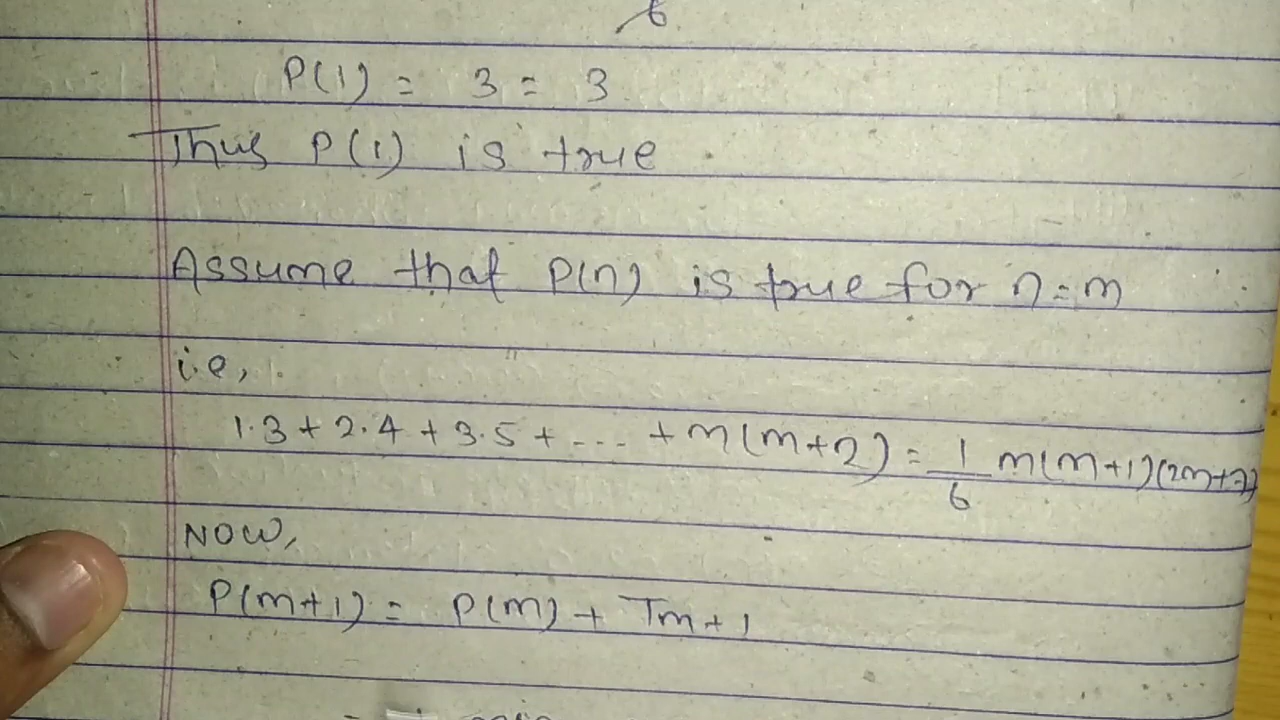 6
P(1) = 3 = 3
Thus P(1) is true
Assume that P(n) is true for n=m
i.e,
1.3 + 2.4 + 3.5 + ... + m(m+2) = 1/6 m(m+1)(2m+7)
NOW,
P(m+1) = P(m) + Tm+1